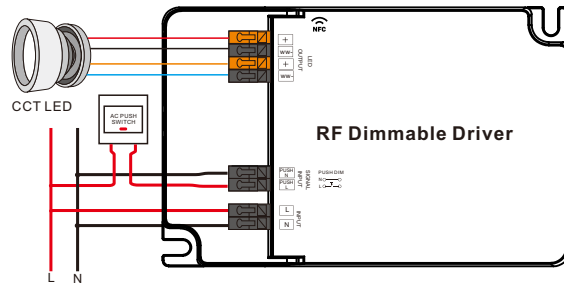 NFC
+
WW-
+
WW-
LED
OUTPUT
CCT LED
AC PUSH
SWITCH
RF Dimmable Driver
PUSH
N
PUSH
L
SIGNAL
INPUT
PUSH DIM
N
L
L
N
INPUT
L
N